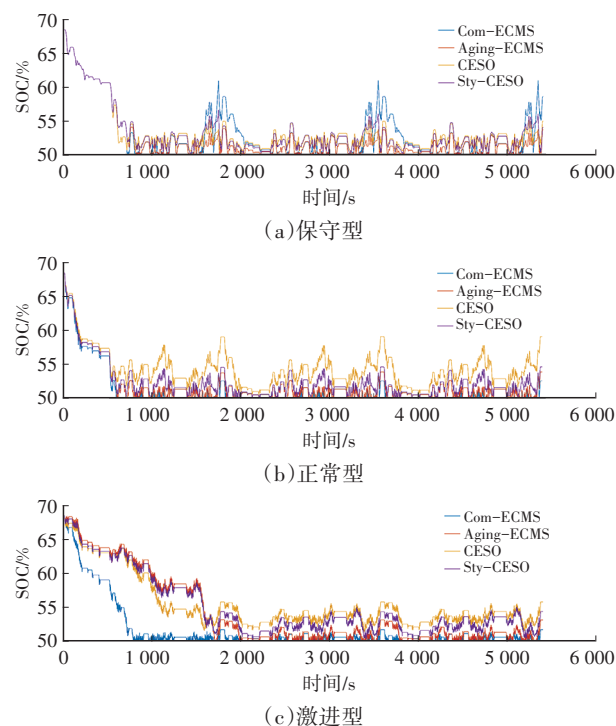 70
65
60
55
50
SOC/%
Com-ECMS
Aging-ECMS
CESO
Sty-CESO
0
1 000
2 000
3 000
4 000
5 000
6 000
时间/s
(a)保守型
70
65
60
55
50
SOC/%
Com-ECMS
Aging-ECMS
CESO
Sty-CESO
0
1 000
2 000
3 000
4 000
5 000
6 000
时间/s
(b)正常型
70
65
60
55
50
SOC/%
Com-ECMS
Aging-ECMS
CESO
Sty-CESO
0
1 000
2 000
3 000
4 000
5 000
6 000
时间/s
(c)激进型